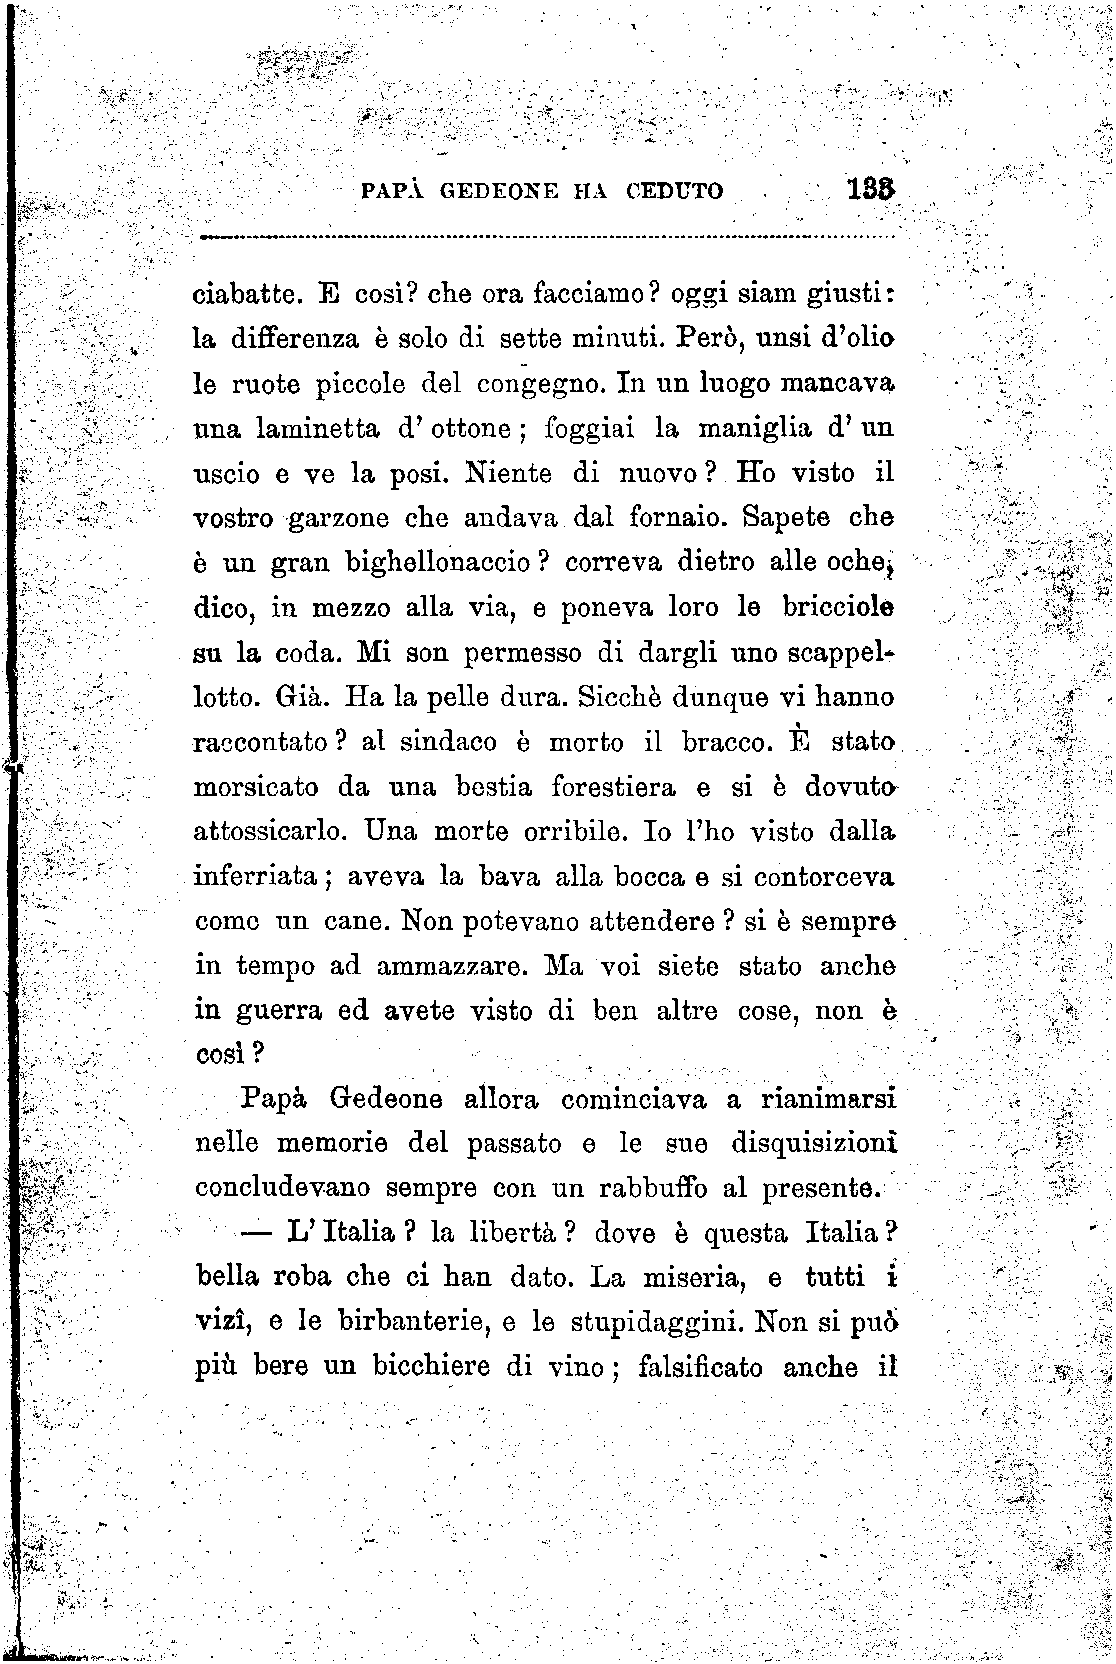 PAPÀ GEDEONE HA CEDUTO
ciabatte. E così? che ora facciamo? oggi siam giusti:
la differenza è solo di sette minuti. Però, unsi d'olio
le ruote piccole del congegno. In un luogo mancava
una laminetta d' ottone; foggiai la maniglia d' un
uscio e ve la posi. Niente di nuovo? Ho visto il
vostro garzone che andava dal fornaio. Sapete che
è un gran bighellonaccio? correva dietro alle oche,
dico, in mezzo alla via, e poneva loro le bricciole
su la coda. Mi son permesso di dargli uno scappel-
lotto. Già. Ha la pelle dura. Sicchè dunque vi hanno
raccontato? al sindaco è morto il bracco. È stato
morsicato da una bestia forestiera e si è dovuto
attossicarlo. Una morte orribile. Io l'ho visto dalla
inferriata; aveva la bava alla bocca e si contorceva
come un cane. Non potevano attendere? si è sempre
in tempo ad ammazzare. Ma voi siete stato anche
in guerra ed avete visto di ben altre cose, non è
così?
Papà Gedeone allora cominciava a rianimarsi
nelle memorie del passato e le sue disquisizioni
concludevano sempre con un rabbuffo al presente.
— L' Italia? la libertà? dove è questa Italia?
bella roba che ci han dato. La miseria, e tutti i
vizî, e le birbanterie, e le stupidaggini. Non si può
più bere un bicchiere di vino; falsificato anche il